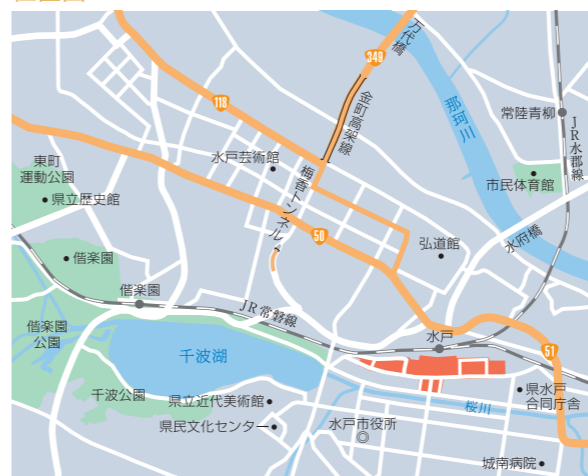 万代橋
349
那珂川
常陸青柳
118
金町高架線
JR水郡線
水戸芸術館
東町
運動公園
県立歴史館
梅香トンネル
市民体育館
50
弘道館
水府橋
偕楽園
偕楽園
JR常磐線
水戸
偕楽園
公園
千波湖
51
千波公園
県立近代美術館
桜川
県水戸
合同庁舎
県民文化センター
水戸市役所
城南病院